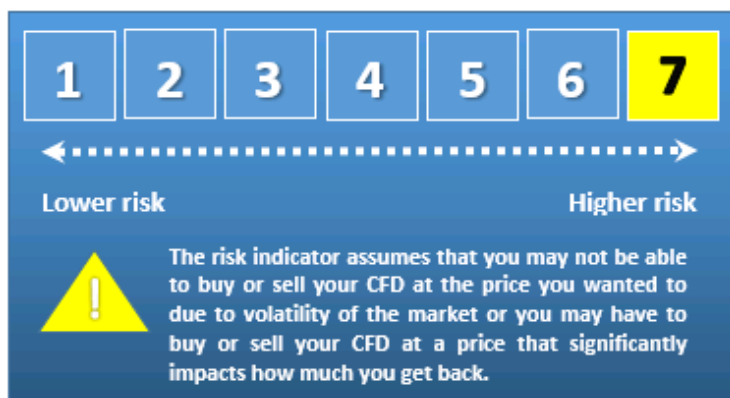 1 2 3 4 5 6 7
Lower risk Higher risk
!
The risk indicator assumes that you may not be able
to buy or sell your CFD at the price you wanted to
due to volatility of the market or you may have to
buy or sell your CFD at a price that significantly
impacts how much you get back.